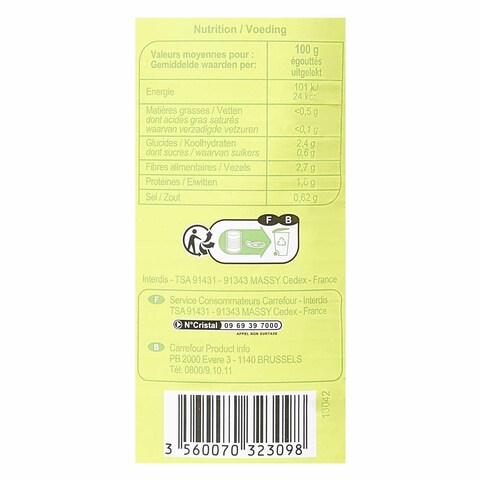 Nutrition / Voeding
Valeurs moyennes pour :
Gemiddelde waarden per:
100 g
égouttés
uitgelekt
Energie
101 kJ
24 kcal
Matières grasses / Vetten
dont acides gras saturés
waarvan verzadigde vetzuren
<0,5 g
<0,1 g
Glucides / Koolhydraten
dont sucres / waarvan suikers
2,4 g
0,6 g
Fibres alimentaires / Vezels
2,7 g
Protéines / Eiwitten
1,6 g
Sel / Zout
0,62 g
F B
Interdis - TSA 91431 - 91343 MASSY Cedex - France
F Service Consommateurs Carrefour - Interdis
TSA 91431 - 91343 MASSY Cedex - France
N°Cristal 09 69 39 7000
APPEL NON SURTAXÉ
B Carrefour Product info
PB 2000 Evere 3 - 1140 BRUSSELS
Tél: 0800/9.10.11
13042
3 560070 323098 >